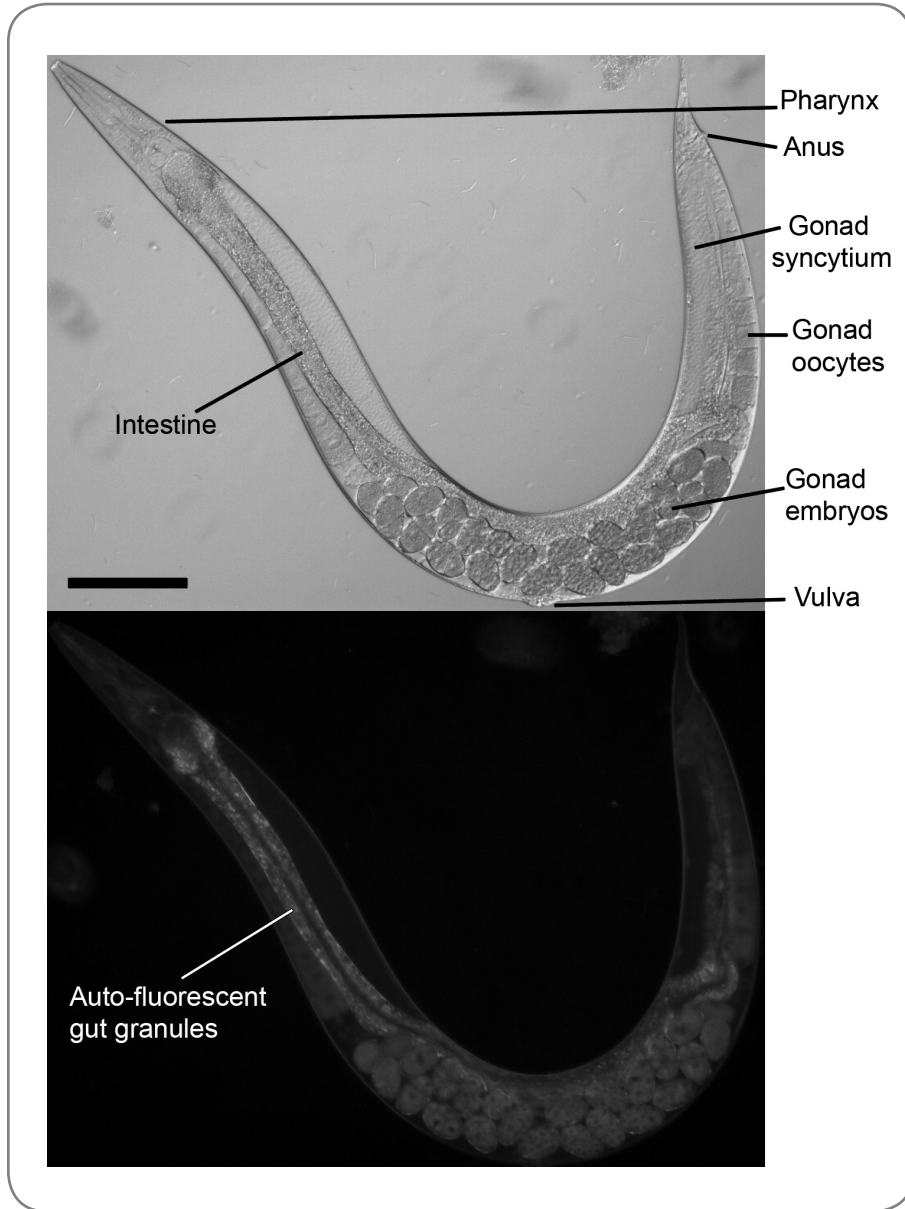 Pharynx
Anus
Gonad
syncytium
Gonad
oocytes
Intestine
Gonad
embryos
Vulva
Auto-fluorescent
gut granules